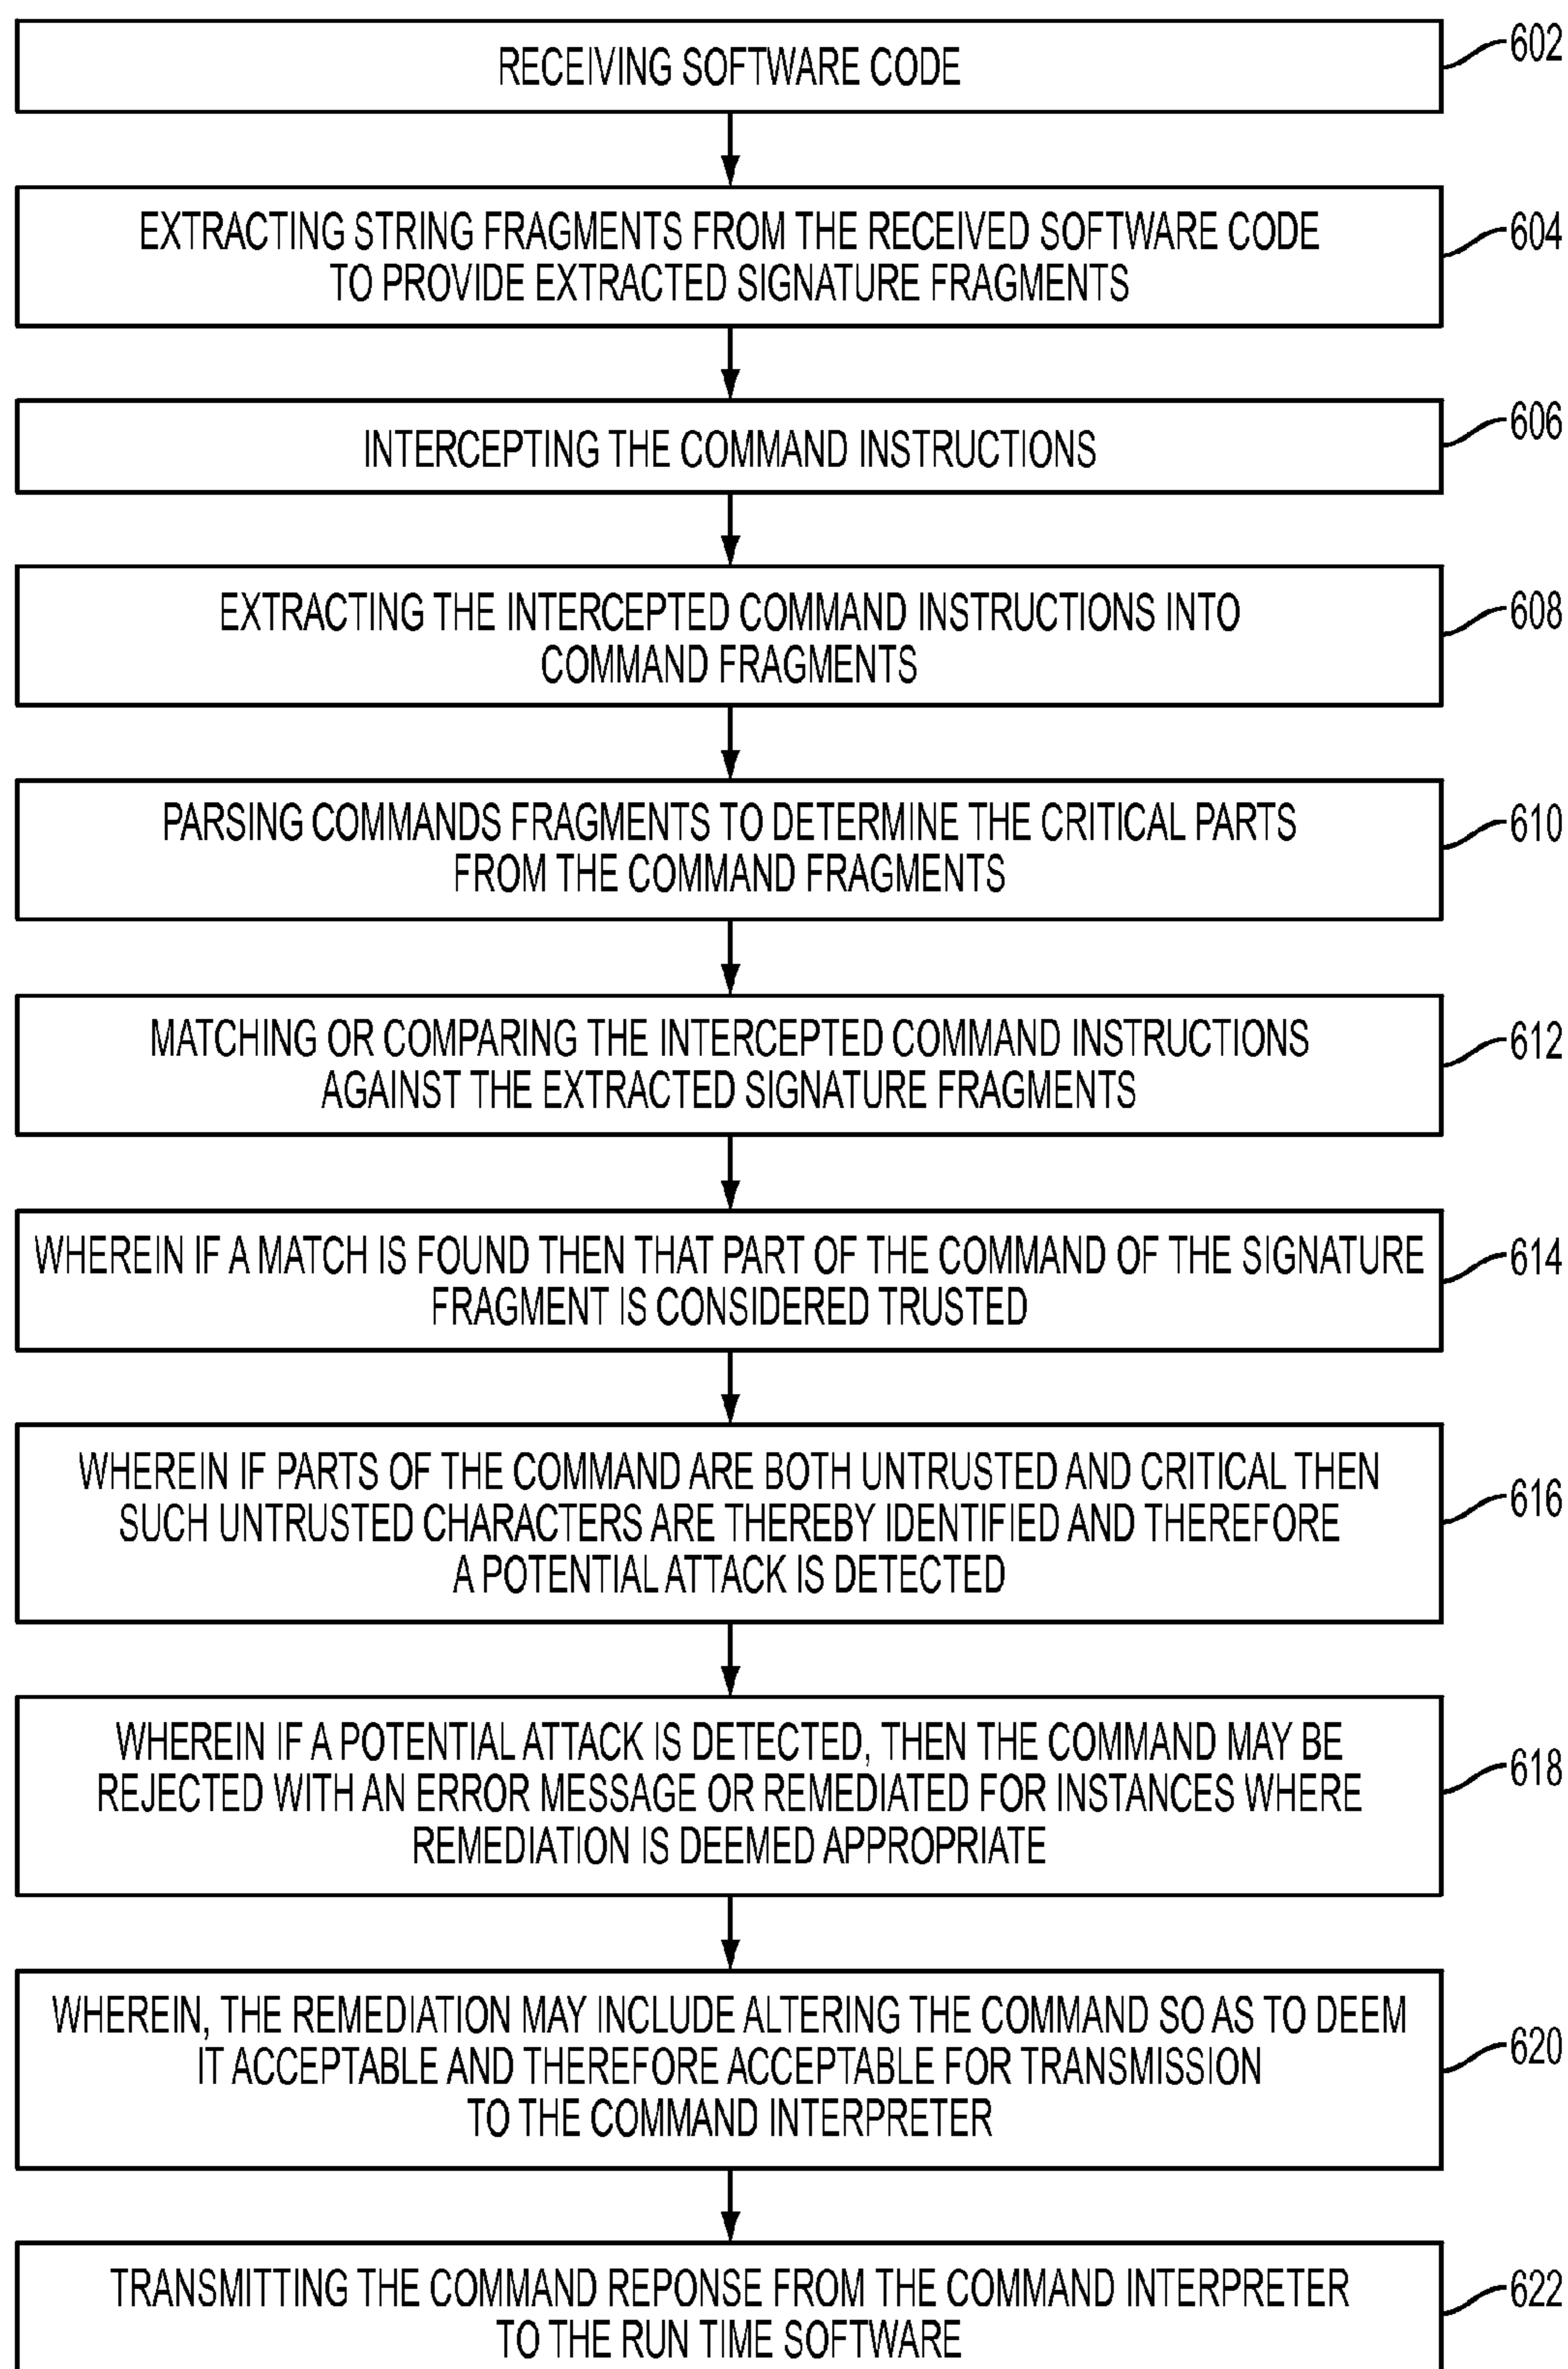 RECEIVING SOFTWARE CODE
602
EXTRACTING STRING FRAGMENTS FROM THE RECEIVED SOFTWARE CODE
TO PROVIDE EXTRACTED SIGNATURE FRAGMENTS
604
INTERCEPTING THE COMMAND INSTRUCTIONS
606
EXTRACTING THE INTERCEPTED COMMAND INSTRUCTIONS INTO
COMMAND FRAGMENTS
608
PARSING COMMANDS FRAGMENTS TO DETERMINE THE CRITICAL PARTS
FROM THE COMMAND FRAGMENTS
610
MATCHING OR COMPARING THE INTERCEPTED COMMAND INSTRUCTIONS
AGAINST THE EXTRACTED SIGNATURE FRAGMENTS
612
WHEREIN IF A MATCH IS FOUND THEN THAT PART OF THE COMMAND OF THE SIGNATURE
FRAGMENT IS CONSIDERED TRUSTED
614
WHEREIN IF PARTS OF THE COMMAND ARE BOTH UNTRUSTED AND CRITICAL THEN
SUCH UNTRUSTED CHARACTERS ARE THEREBY IDENTIFIED AND THEREFORE
A POTENTIAL ATTACK IS DETECTED
616
WHEREIN IF A POTENTIAL ATTACK IS DETECTED, THEN THE COMMAND MAY BE
REJECTED WITH AN ERROR MESSAGE OR REMEDIATED FOR INSTANCES WHERE
REMEDIATION IS DEEMED APPROPRIATE
618
WHEREIN, THE REMEDIATION MAY INCLUDE ALTERING THE COMMAND SO AS TO DEEM
IT ACCEPTABLE AND THEREFORE ACCEPTABLE FOR TRANSMISSION
TO THE COMMAND INTERPRETER
620
TRANSMITTING THE COMMAND REPONSE FROM THE COMMAND INTERPRETER
TO THE RUN TIME SOFTWARE
622